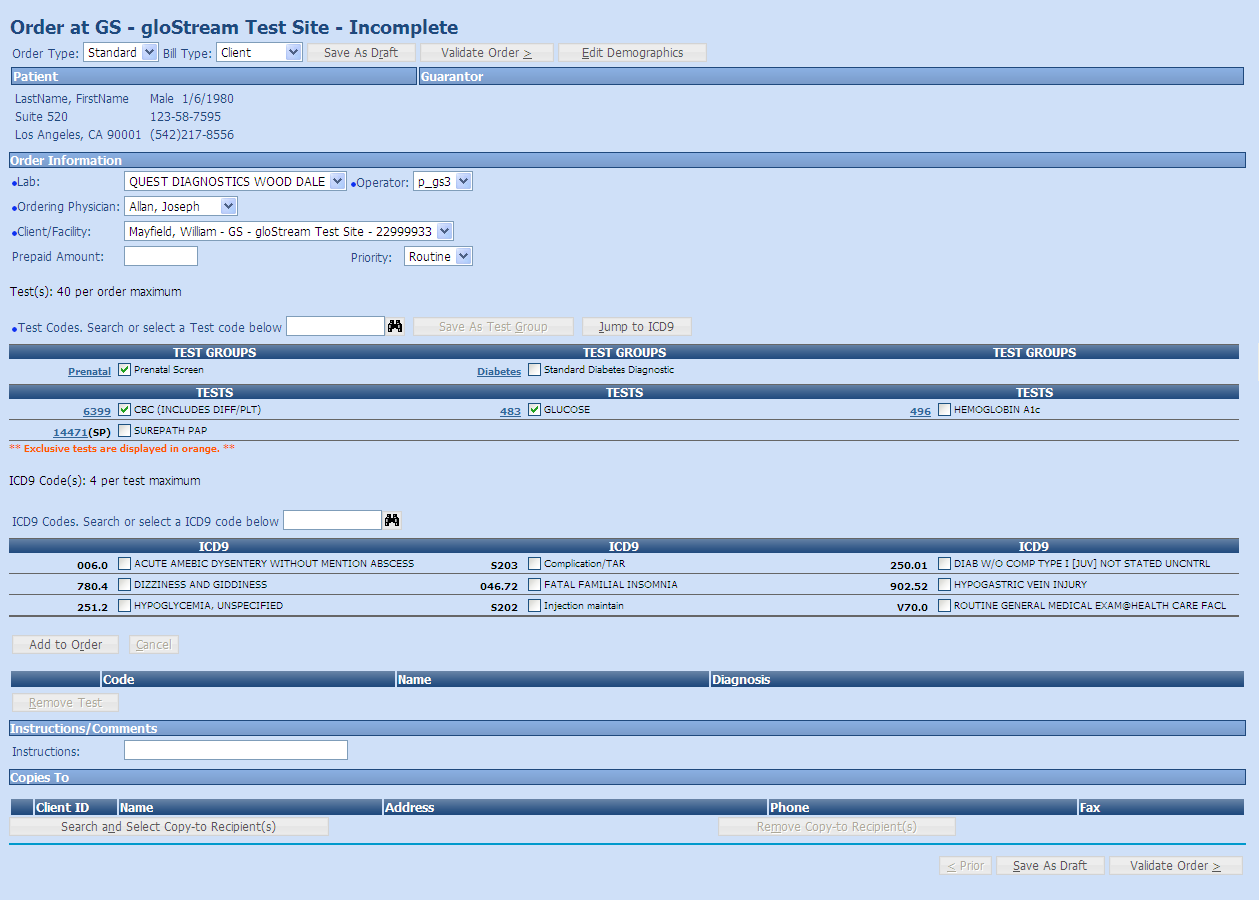 Order at GS - gloStream Test Site - Incomplete
Order Type: Standard Bill Type: Client Save As Draft Validate Order > Edit Demographics
Patient Guarantor
LastName, FirstName Male 1/6/1980
Suite 520 123-58-7595
Los Angeles, CA 90001 (542)217-8556
Order Information
Lab: QUEST DIAGNOSTICS WOOD DALE Operator: p_gs3
Ordering Physician: Allan, Joseph
Client/Facility: Mayfield, William - GS - gloStream Test Site - 22999933
Prepaid Amount: Priority: Routine
Test(s): 40 per order maximum
Test Codes. Search or select a Test code below Save As Test Group Jump to ICD9
TEST GROUPS TEST GROUPS TEST GROUPS
Prenatal Prenatal Screen Diabetes Standard Diabetes Diagnostic
TESTS TESTS TESTS
6399 CBC (INCLUDES DIFF/PLT) 483 GLUCOSE 496 HEMOGLOBIN A1c
14471(SP) SUREPATH PAP
** Exclusive tests are displayed in orange. **
ICD9 Code(s): 4 per test maximum
ICD9 Codes. Search or select a ICD9 code below
ICD9 ICD9 ICD9
006.0 ACUTE AMEBIC DYSENTERY WITHOUT MENTION ABSCESS S203 Complication/TAR 250.01 DIAB W/O COMP TYPE I [JUV] NOT STATED UNCNTRL
780.4 DIZZINESS AND GIDDINESS 046.72 FATAL FAMILIAL INSOMNIA 902.52 HYPOGASTRIC VEIN INJURY
251.2 HYPOGLYCEMIA, UNSPECIFIED S202 Injection maintain V70.0 ROUTINE GENERAL MEDICAL EXAM@HEALTH CARE FACL
Add to Order Cancel
Code Name Diagnosis
Remove Test
Instructions/Comments
Instructions:
Copies To
Client ID Name Address Phone Fax
Search and Select Copy-to Recipient(s) Remove Copy-to Recipient(s)
< Prior Save As Draft Validate Order >